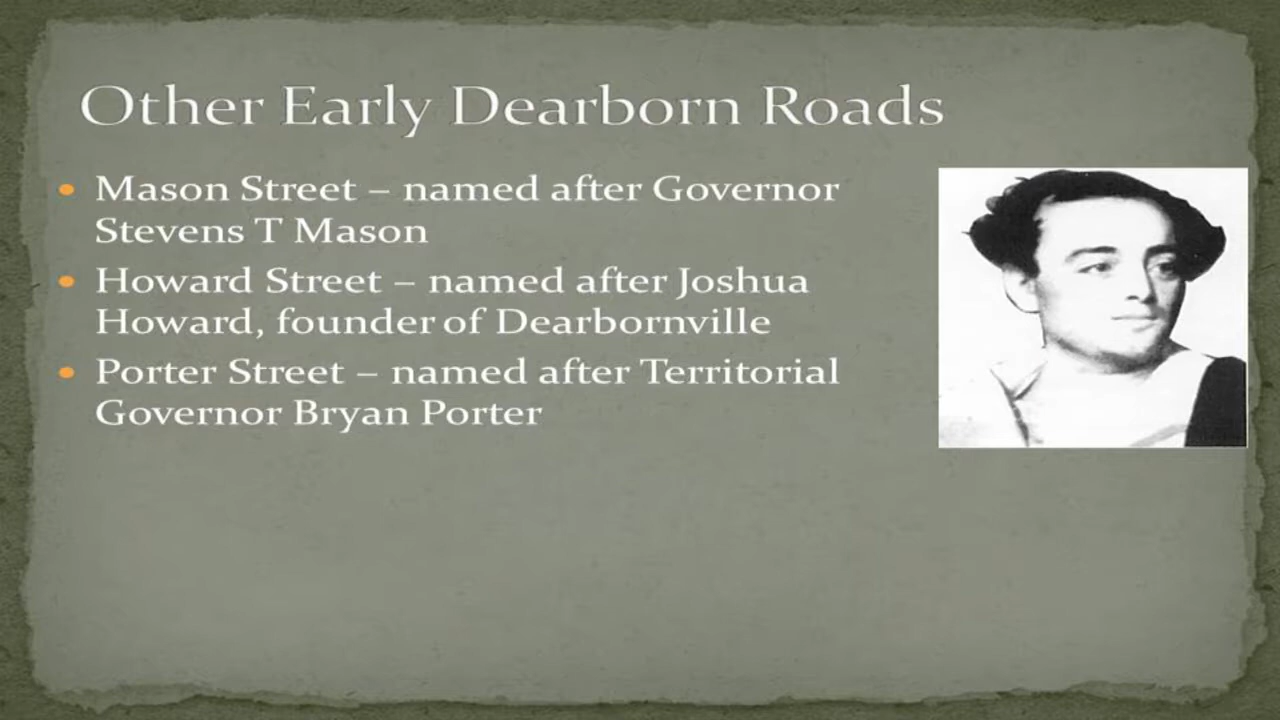 Other Early Dearborn Roads
• Mason Street – named after Governor
Stevens T Mason
• Howard Street – named after Joshua
Howard, founder of Dearbornville
• Porter Street – named after Territorial
Governor Bryan Porter